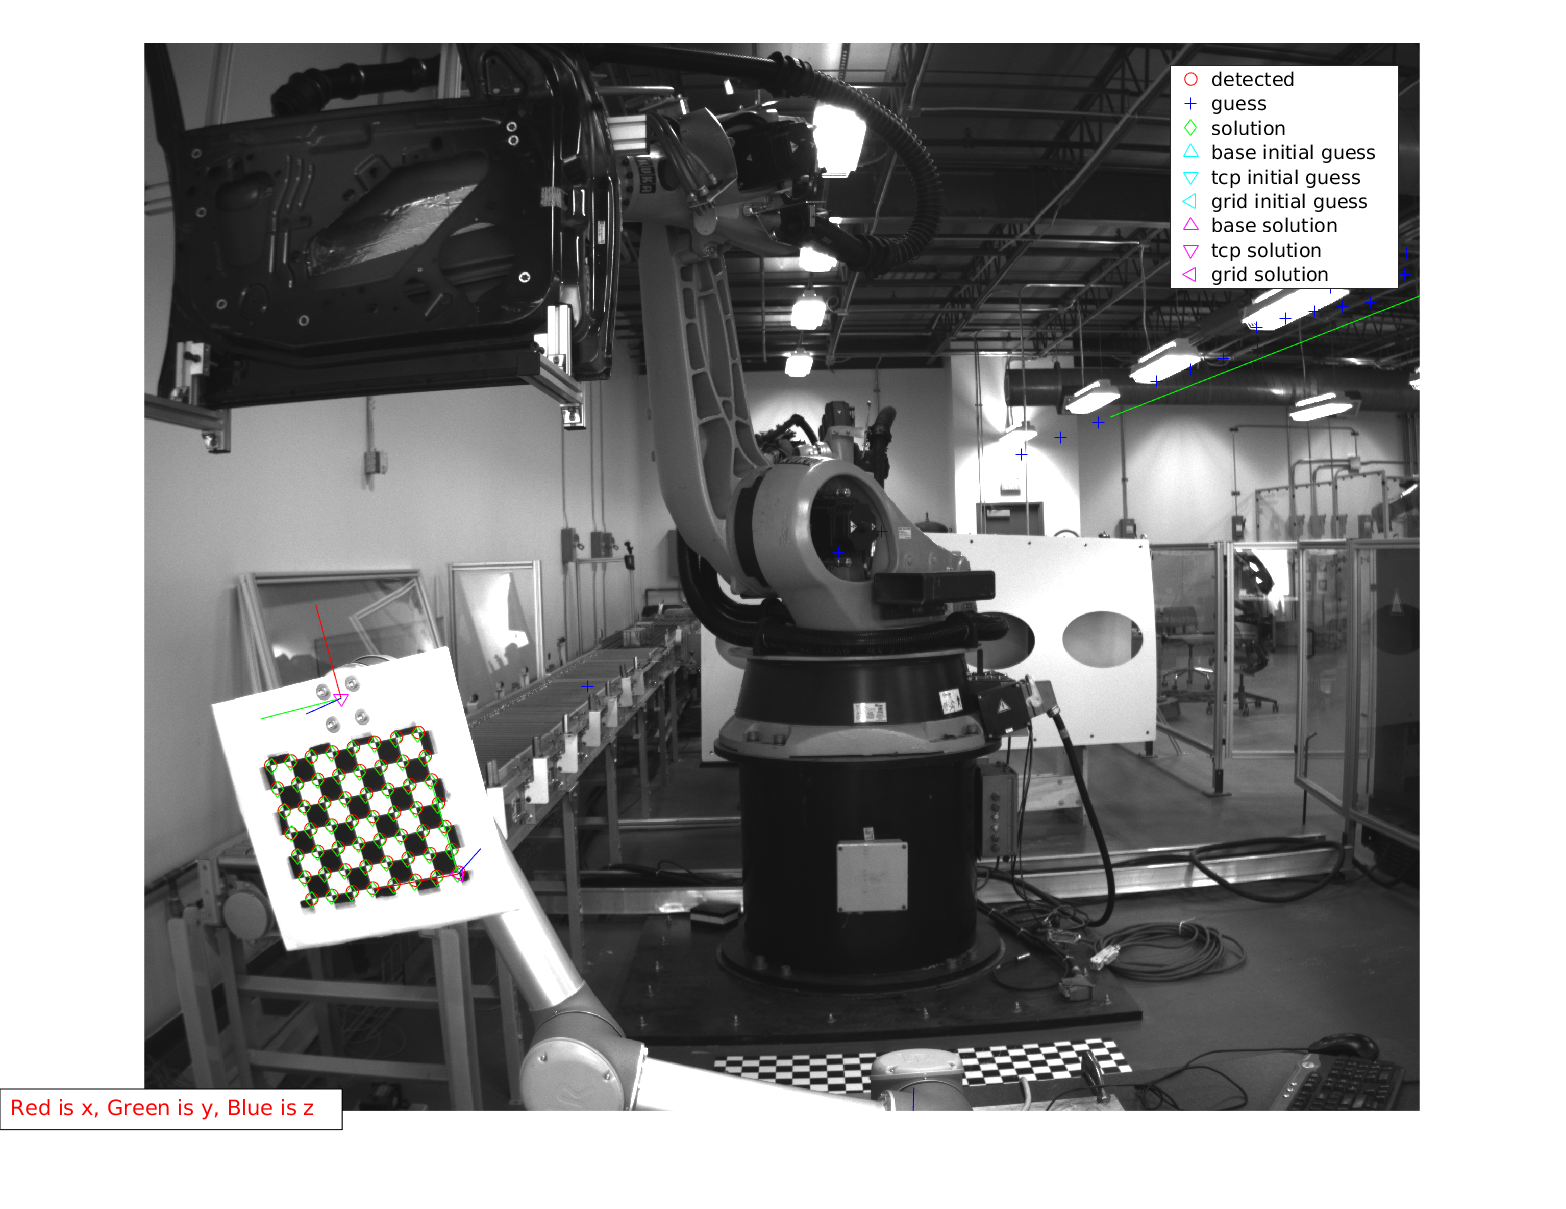 detected
guess
solution
base initial guess
tcp initial guess
grid initial guess
base solution
tcp solution
grid solution
Red is x, Green is y, Blue is z